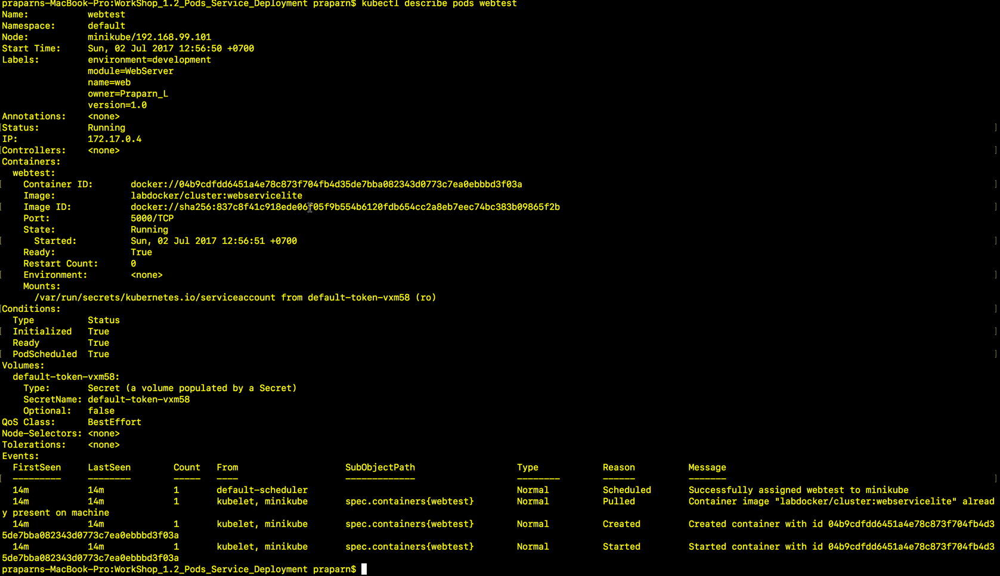 praparns-MacBook-Pro:WorkShop_1.2_Pods_Service_Deployment praparn$ kubectl describe pods webtest
Name:           webtest
Namespace:      default
Node:           minikube/192.168.99.101
Start Time:     Sun, 02 Jul 2017 12:56:50 +0700
Labels:         environment=development
                module=WebServer
                name=web
                owner=Praparn_L
                version=1.0
Annotations:    <none>
[Status:         Running ]
IP:             172.17.0.4
[Controllers:    <none> ]
Containers:
  webtest:
[    Container ID:       docker://04b9cdfdd6451a4e78c873f704fb4d35de7bba082343d0773c7ea0ebbbd3f03a ]
    Image:              labdocker/cluster:webservicelite
[    Image ID:           docker://sha256:837c8f41c918ede06f05f9b554b6120fdb654cc2a8eb7eec74bc383b09865f2b ]
    Port:               5000/TCP
    State:              Running
[      Started:          Sun, 02 Jul 2017 12:56:51 +0700 ]
    Ready:              True
    Restart Count:      0
[    Environment:        <none> ]
    Mounts:
      /var/run/secrets/kubernetes.io/serviceaccount from default-token-vxm58 (ro)
[Conditions: ]
  Type          Status
[  Initialized   True ]
  Ready         True
[  PodScheduled  True ]
Volumes:
  default-token-vxm58:
    Type:       Secret (a volume populated by a Secret)
    SecretName: default-token-vxm58
    Optional:   false
QoS Class:      BestEffort
Node-Selectors: <none>
Tolerations:    <none>
Events:
  FirstSeen     LastSeen        Count   From                    SubObjectPath                   Type            Reason          Message
[  ---------     --------        -----   ----                    -------------                   --------        ------          ------- ]
  14m           14m             1       default-scheduler                                       Normal          Scheduled       Successfully assigned webtest to minikube
  14m           14m             1       kubelet, minikube       spec.containers{webtest}        Normal          Pulled          Container image "labdocker/cluster:webservicelite" alread
y present on machine
  14m           14m             1       kubelet, minikube       spec.containers{webtest}        Normal          Created         Created container with id 04b9cdfdd6451a4e78c873f704fb4d3
5de7bba082343d0773c7ea0ebbbd3f03a
  14m           14m             1       kubelet, minikube       spec.containers{webtest}        Normal          Started         Started container with id 04b9cdfdd6451a4e78c873f704fb4d3
5de7bba082343d0773c7ea0ebbbd3f03a
praparns-MacBook-Pro:WorkShop_1.2_Pods_Service_Deployment praparn$